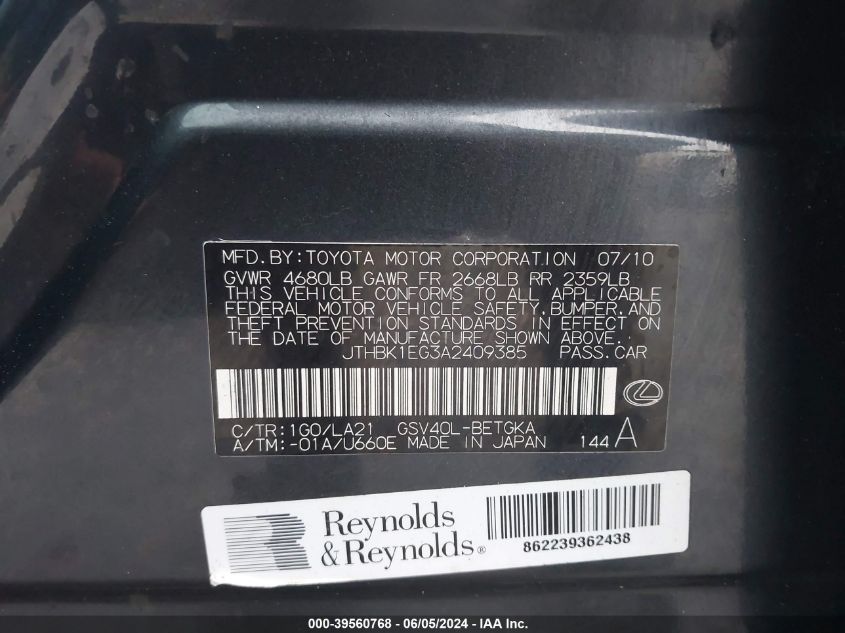 MFD.BY:TOYOTA MOTOR CORPORATION 07/10
GVWR 4680LB GAWR FR 2668LB RR 2359LB
THIS VEHICLE CONFORMS TO ALL APPLICABLE
FEDERAL MOTOR VEHICLE SAFETY,BUMPER,AND
THEFT PREVENTION STANDARDS IN EFFECT ON
THE DATE OF MANUFACTURE SHOWN ABOVE.
JTHBK1EG3A2409385 PASS.CAR
C/TR:1G0/LA21 GSV40L-BETGKA
A/TM:-01A/U660E MADE IN JAPAN 144 A
Reynolds
& Reynolds®
862239362438
000-39560768 | 06/05/2024 - IAA Inc.